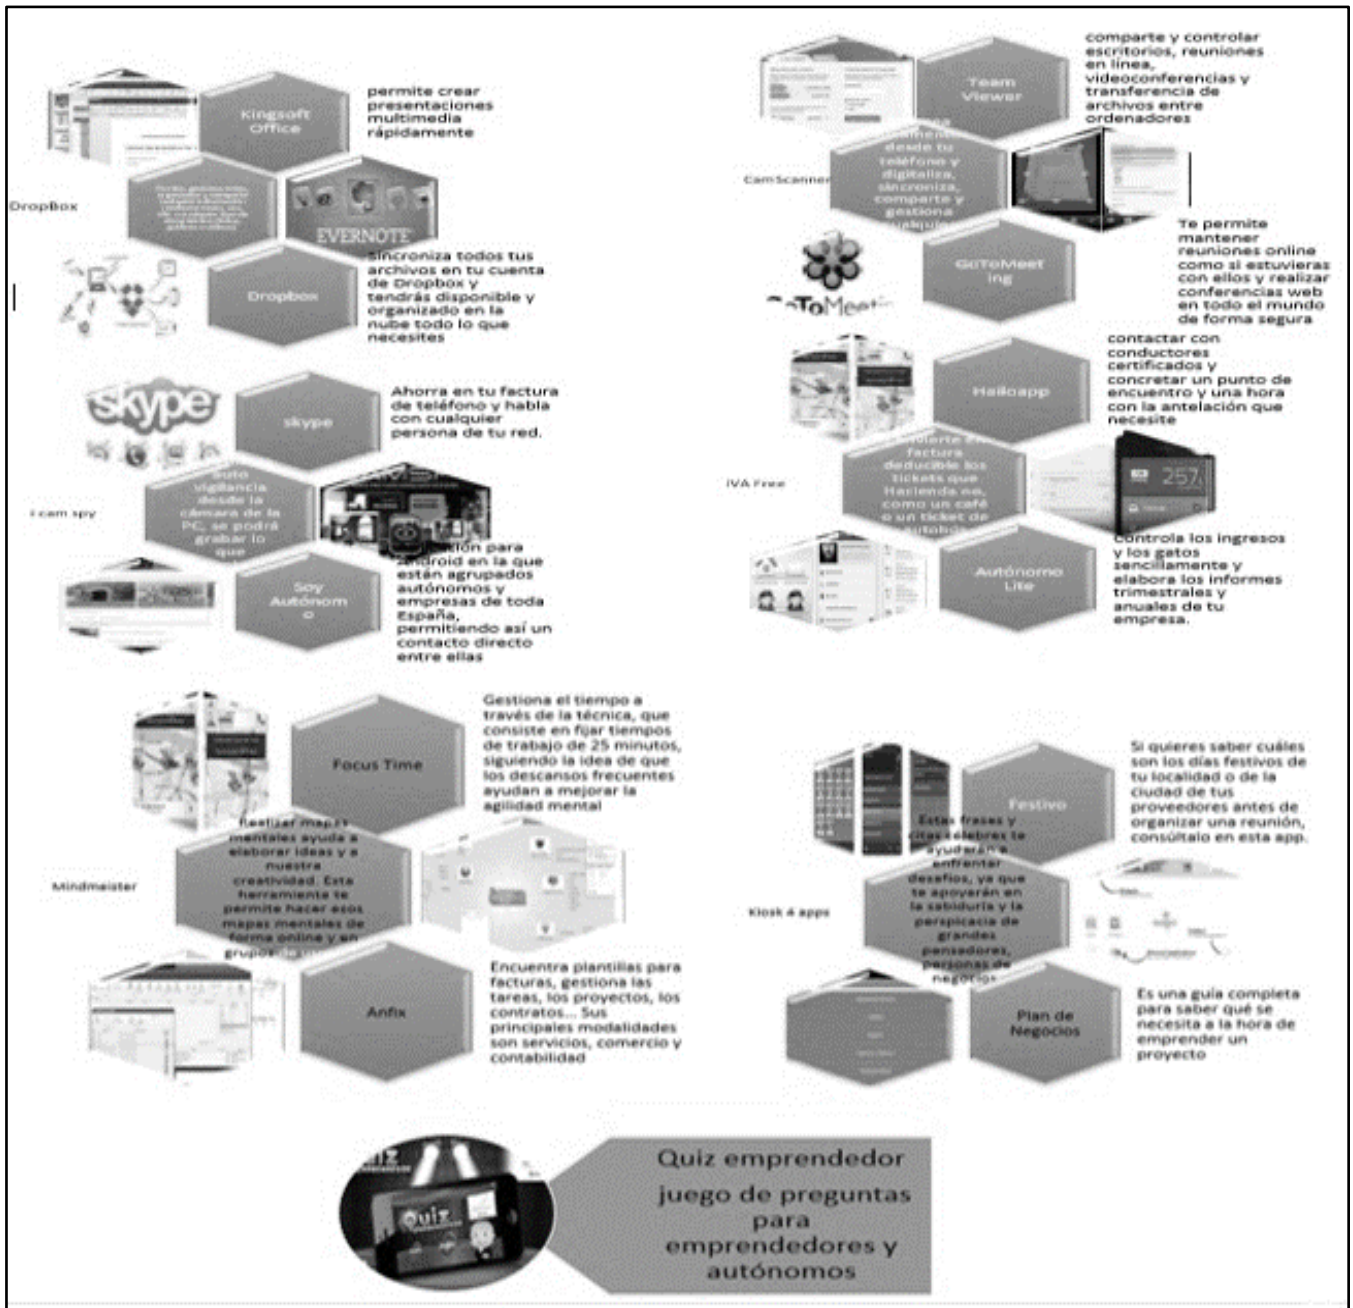 Kingsoft
Office
permite crear
presentaciones
multimedia
rápidamente
DropBox
EVERNOTE
Dropbox
Sincroniza todos tus
archivos en tu cuenta
de Dropbox y
tendrás disponible y
organizado en la
nube todo lo que
necesites
Team
Viewer
comparte y controlar
escritorios, reuniones
en línea,
videoconferencias y
transferencia de
archivos entre
ordenadores
CamScanner
desde tu
teléfono y
digitaliza,
sincroniza,
comparte y
gestiona
GoToMeet
ing
Te permite
mantener
reuniones online
como si estuvieras
con ellos y realizar
conferencias web
en todo el mundo
de forma segura
skype
skype
Ahorra en tu factura
de teléfono y habla
con cualquier
persona de tu red.
i cam spy
vigilancia
desde la
cámara de la
PC, se podrá
grabar lo
que
Soy
Autónom
o
Android en la que
están agrupados
autónomos y
empresas de toda
España,
permitiendo así un
contacto directo
entre ellas
Hailoapp
contactar con
conductores
certificados y
concretar un punto de
encuentro y una hora
con la antelación que
necesite
IVA Free
factura
deducible los
tickets que
Hacienda no,
como un café
o un ticket de
257
Autónomo
Lite
Controla los ingresos
y los gatos
sencillamente y
elabora los informes
trimestrales y
anuales de tu
empresa.
Focus Time
Gestiona el tiempo a
través de la técnica, que
consiste en fijar tiempos
de trabajo de 25 minutos,
siguiendo la idea de que
los descansos frecuentes
ayudan a mejorar la
agilidad mental
Mindmeister
Realizar mapas
mentales ayuda a
elaborar ideas y a
nuestra
creatividad. Esta
herramienta te
permite hacer esos
mapas mentales de
forma online y en
Anfix
Encuentra plantillas para
facturas, gestiona las
tareas, los proyectos, los
contratos... Sus
principales modalidades
son servicios, comercio y
contabilidad
Festivo
Si quieres saber cuáles
son los días festivos de
tu localidad o de la
ciudad de tus
proveedores antes de
organizar una reunión,
consúltalo en esta app.
Kiosk 4 apps
Estas frases y
citas célebres te
ayudarán a
enfrentar
desafíos, ya que
te apoyarán en
la sabiduría y la
perspicacia de
grandes
pensadores,
personas de
negocios
Plan de
Negocios
Es una guía completa
para saber qué se
necesita a la hora de
emprender un
proyecto
Quiz
Quiz emprendedor
juego de preguntas
para
emprendedores y
autónomos